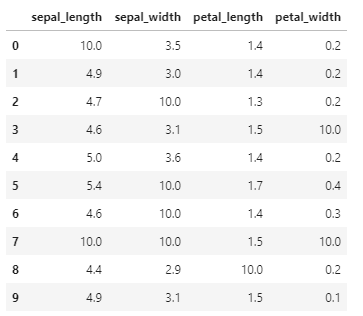 sepal_length sepal_width petal_length petal_width
0 10.0 3.5 1.4 0.2
1 4.9 3.0 1.4 0.2
2 4.7 10.0 1.3 0.2
3 4.6 3.1 1.5 10.0
4 5.0 3.6 1.4 0.2
5 5.4 10.0 1.7 0.4
6 4.6 10.0 1.4 0.3
7 10.0 10.0 1.5 10.0
8 4.4 2.9 10.0 0.2
9 4.9 3.1 1.5 0.1